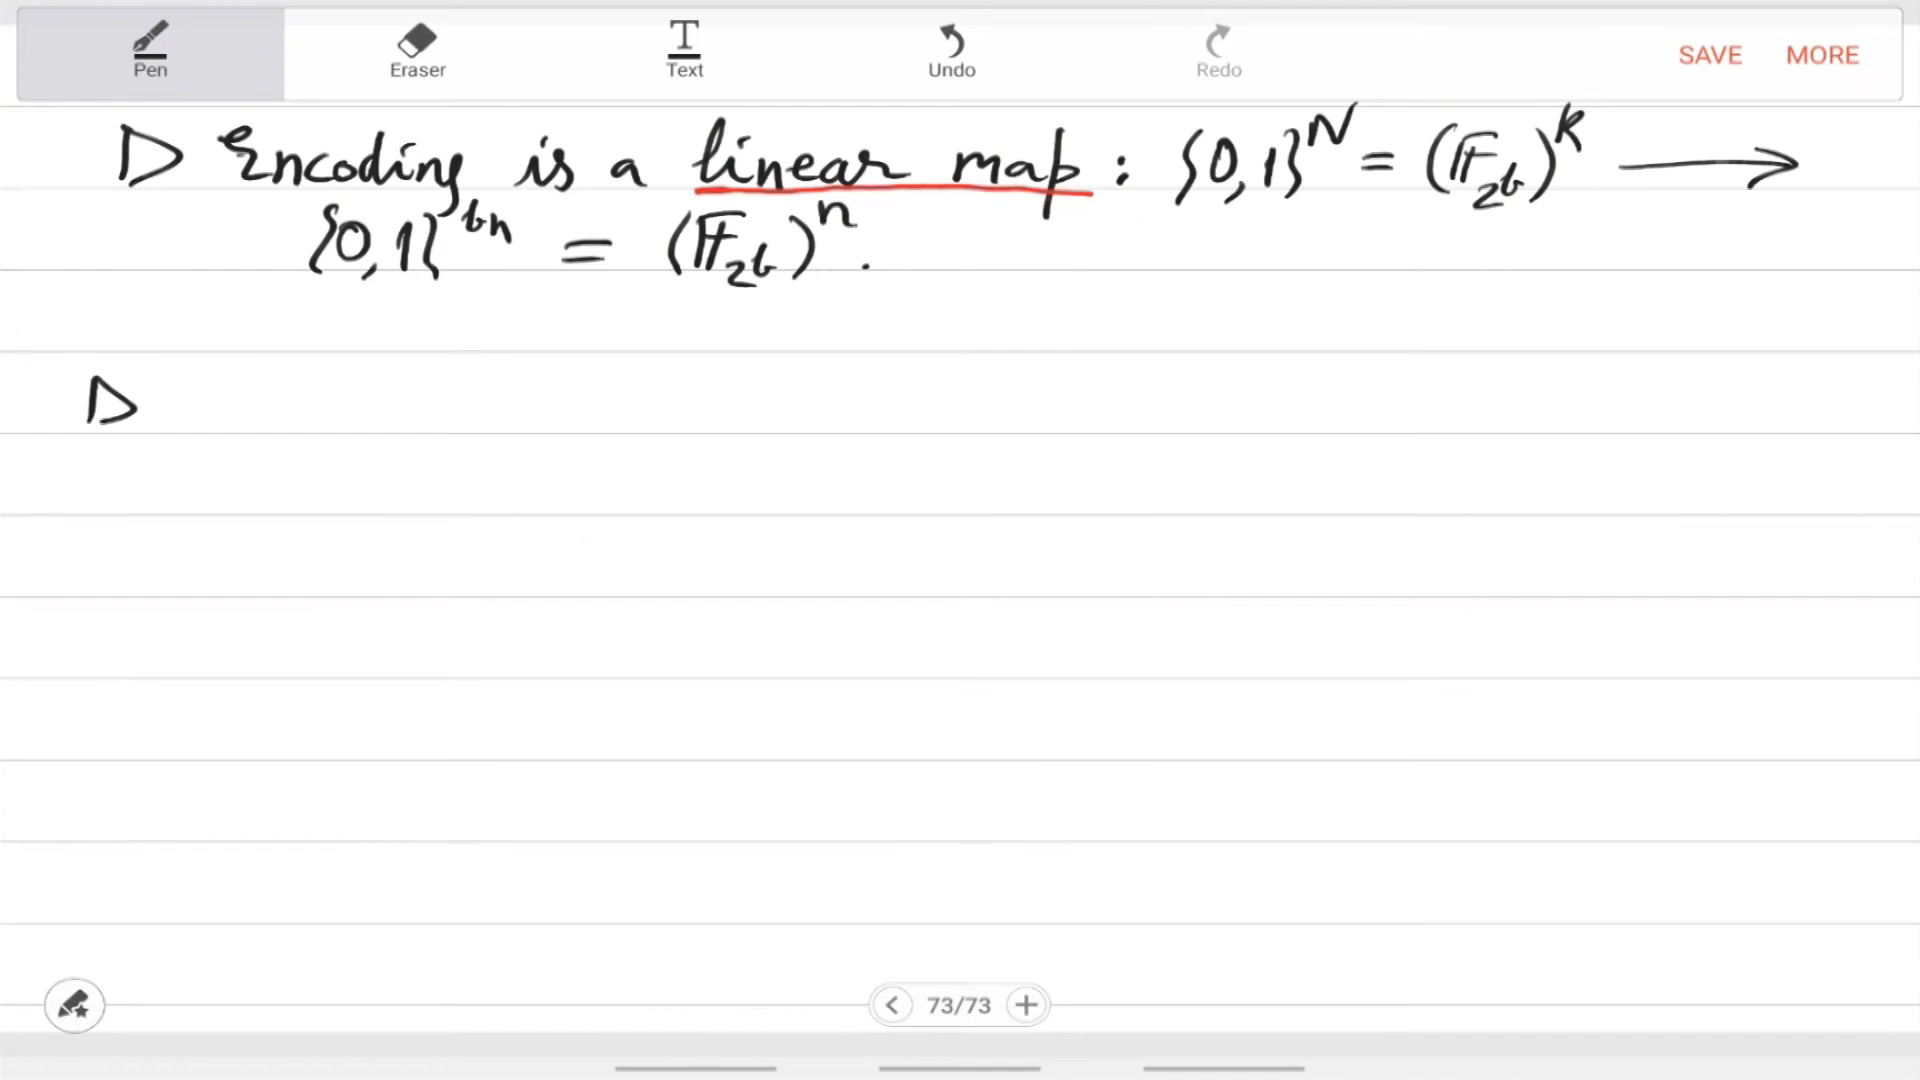 Pen Eraser Text Undo Redo SAVE MORE
▷ Encoding is a linear map : {0,1}^N = (𝔽_{2^b})^k ⟶
{0,1}^{bn} = (𝔽_{2^b})^n .
▷
73/73